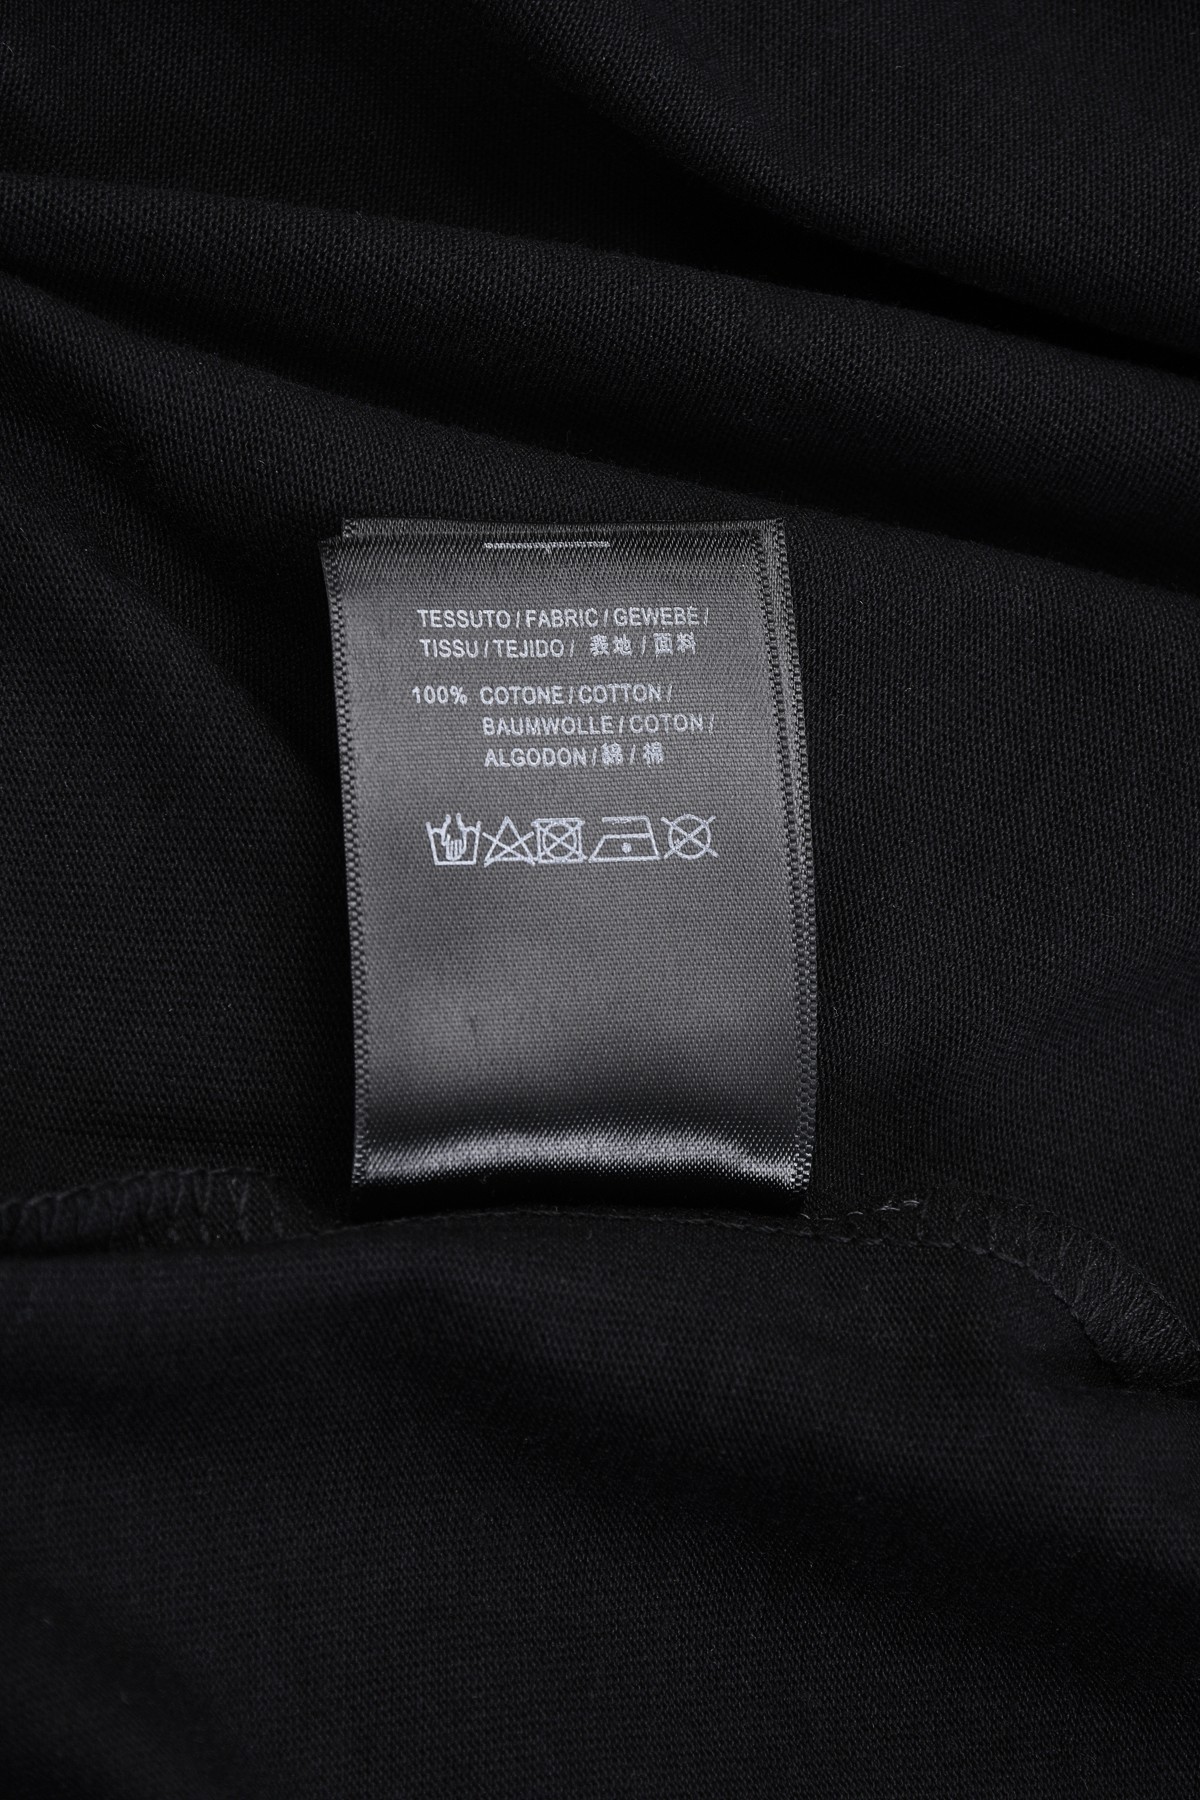 TESSUTO / FABRIC / GEWEBE /
TISSU / TEJIDO / 表地 / 面料
100% COTONE / COTTON /
BAUMWOLLE / COTON /
ALGODON / 綿 / 棉